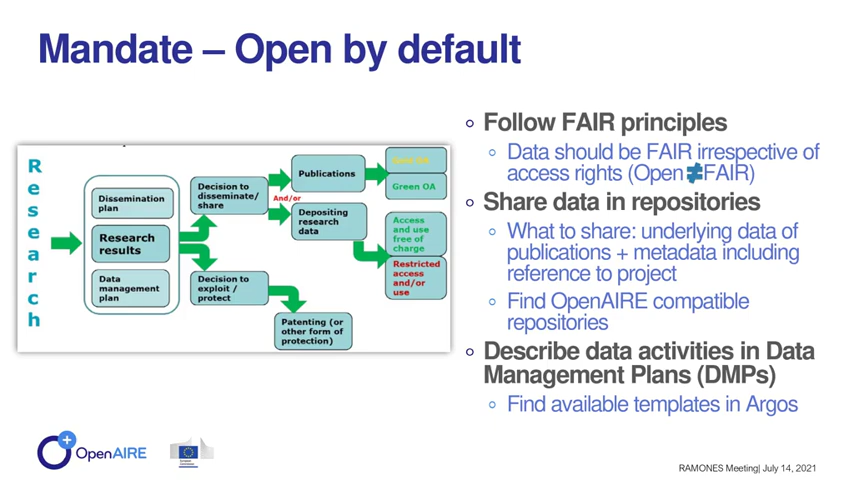 Mandate – Open by default
Research
Dissemination
plan
Research
results
Data
management
plan
Decision to
disseminate/
share
And/or
Decision to
exploit /
protect
Publications
Depositing
research
data
Patenting (or
other form of
protection)
OA
Green OA
Access
and use
free of
charge
Restricted
access
and/or
use
Follow FAIR principles
Data should be FAIR irrespective of
access rights (Open ≠ FAIR)
Share data in repositories
What to share: underlying data of
publications + metadata including
reference to project
Find OpenAIRE compatible
repositories
Describe data activities in Data
Management Plans (DMPs)
Find available templates in Argos
OpenAIRE
RAMONES Meeting| July 14, 2021